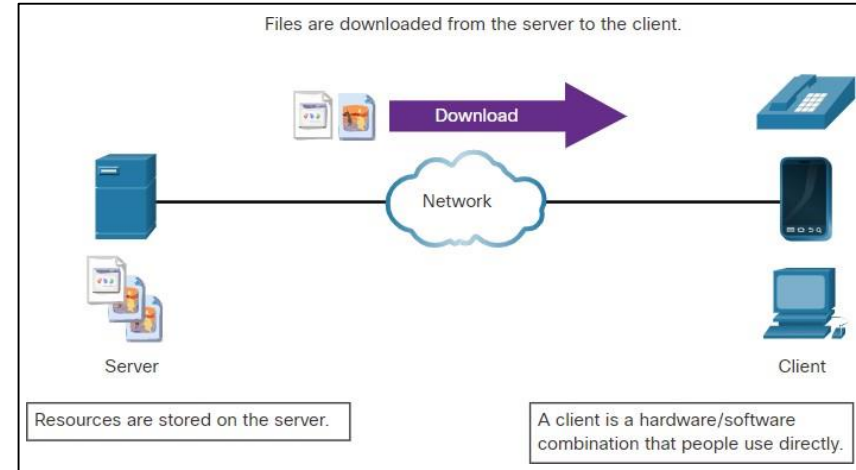 Files are downloaded from the server to the client.
Download
Network
Server
Client
Resources are stored on the server.
A client is a hardware/software
combination that people use directly.